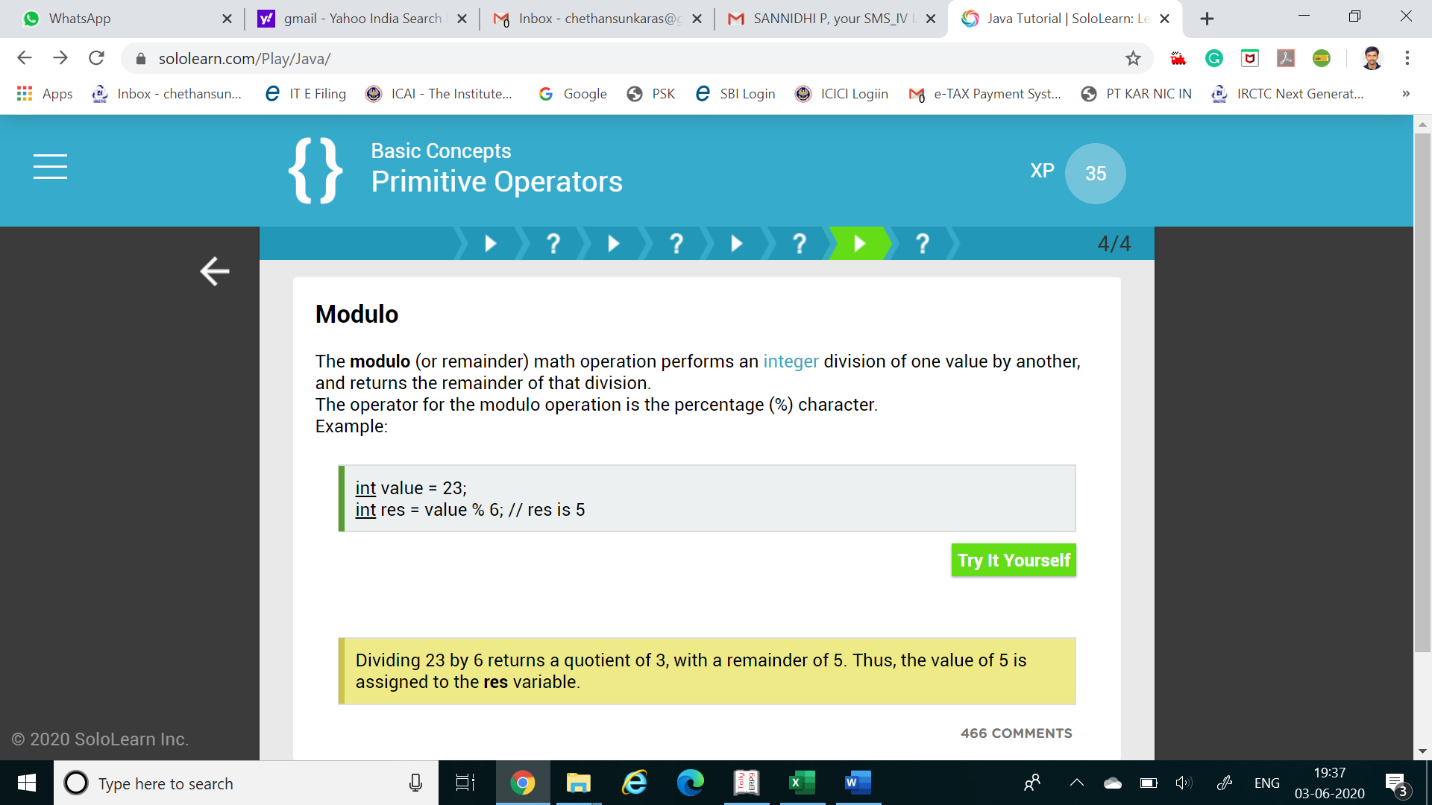 WhatsApp
gmail - Yahoo India Search
Inbox - chethansunkaras@g
SANNIDHI P, your SMS_IV
Java Tutorial | SoloLearn: Le
sololearn.com/Play/Java/
Apps
Inbox - chethansun...
IT E Filing
ICAI - The Institute...
Google
PSK
SBI Login
ICICI Logiin
e-TAX Payment Syst...
PT KAR NIC IN
IRCTC Next Generat...
»
Basic Concepts
Primitive Operators
XP 35
? ? ? ? 4/4
Modulo
The modulo (or remainder) math operation performs an integer division of one value by another,
and returns the remainder of that division.
The operator for the modulo operation is the percentage (%) character.
Example:
int value = 23;
int res = value % 6; // res is 5
Try It Yourself
Dividing 23 by 6 returns a quotient of 3, with a remainder of 5. Thus, the value of 5 is
assigned to the res variable.
466 COMMENTS
© 2020 SoloLearn Inc.
Type here to search
ENG
19:37
03-06-2020
3